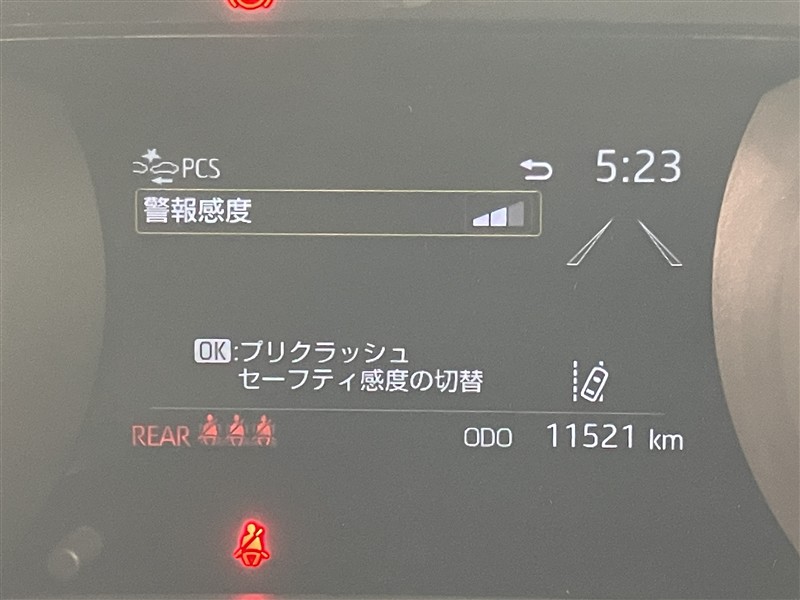 PCS
5:23
警報感度
OK:プリクラッシュ
セーフティ感度の切替
REAR
ODO 11521 km